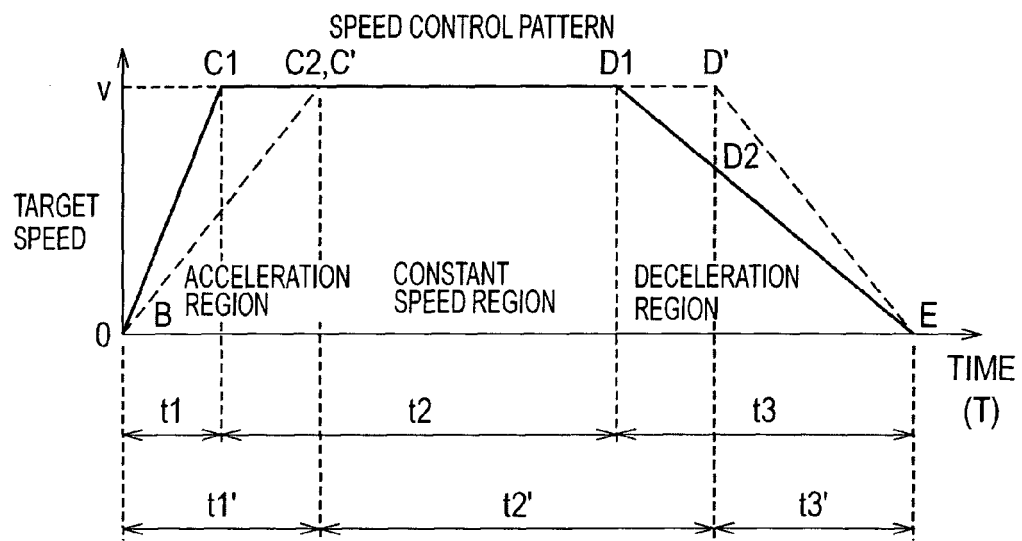 SPEED CONTROL PATTERN
C1 C2,C' D1 D'
v
D2
TARGET
SPEED
ACCELERATION
REGION
CONSTANT
SPEED REGION
DECELERATION
REGION
0 B E
TIME
(T)
t1 t2 t3
t1' t2' t3'